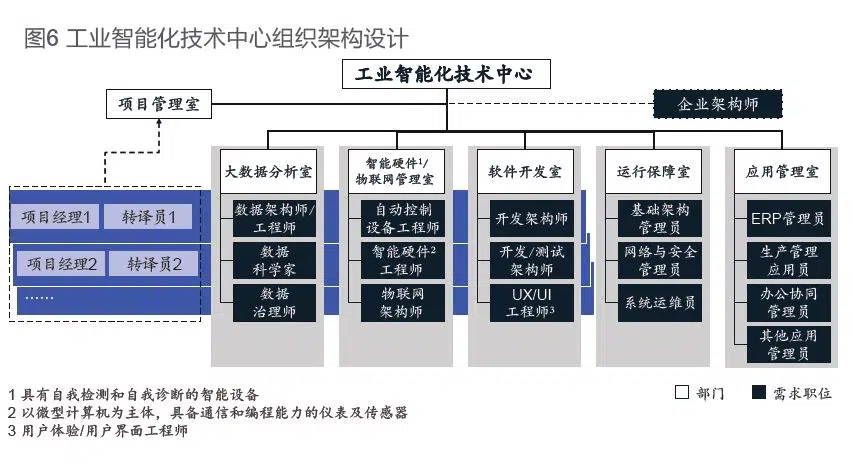 图6 工业智能化技术中心组织架构设计
工业智能化技术中心
项目管理室
企业架构师
大数据分析室
智能硬件¹/
物联网管理室
软件开发室
运行保障室
应用管理室
项目经理1
转译员1
项目经理2
转译员2
......
数据架构师/
工程师
数据
科学家
数据
治理师
自动控制
设备工程师
智能硬件²
工程师
物联网
架构师
开发架构师
开发/测试
架构师
UX/UI
工程师³
基础架构
管理员
网络与安全
管理员
系统运维员
ERP管理员
生产管理
应用员
办公协同
管理员
其他应用
管理员
1 具有自我检测和自我诊断的智能设备
2 以微型计算机为主体，具备通信和编程能力的仪表及传感器
3 用户体验/用户界面工程师
部门
需求职位